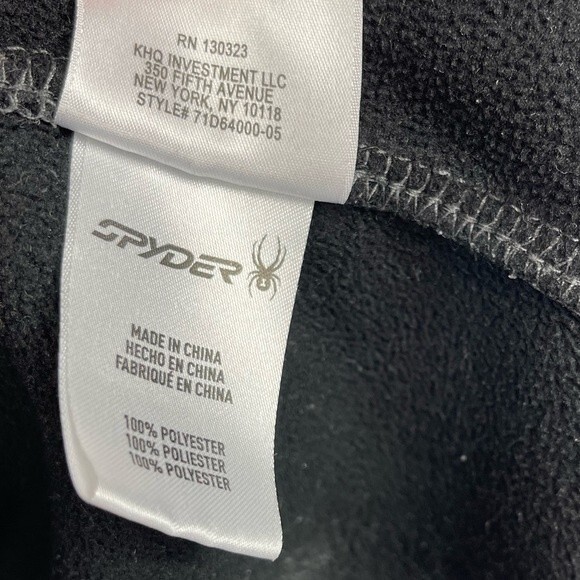 RN 130323
KHQ INVESTMENT LLC
350 FIFTH AVENUE
NEW YORK, NY 10118
STYLE# 71D64000-05
SPYDER
MADE IN CHINA
HECHO EN CHINA
FABRIQUÉ EN CHINA
100% POLYESTER
100% POLIESTER
100% POLYESTER